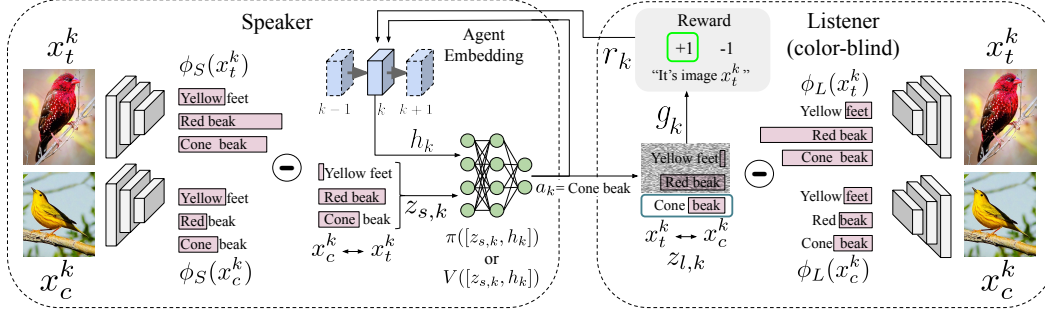 Speaker
x_t^k
ϕ_S(x_t^k)
Yellow feet
Red beak
Cone beak
Yellow feet
Red beak
Cone beak
ϕ_S(x_c^k)
x_c^k
Agent
Embedding
k − 1
k
k + 1
h_k
Yellow feet
Red beak
Cone beak
x_c^k ↔ x_t^k
z_{s,k}
π([z_{s,k}, h_k])
or
V([z_{s,k}, h_k])
a_k = Cone beak
r_k
Reward
+1 -1
“It's image x_t^k ”
g_k
Yellow feet
Red beak
Cone beak
x_t^k ↔ x_c^k
z_{l,k}
Listener
(color-blind)
x_t^k
ϕ_L(x_t^k)
Yellow feet
Red beak
Cone beak
Yellow feet
Red beak
Cone beak
ϕ_L(x_c^k)
x_c^k